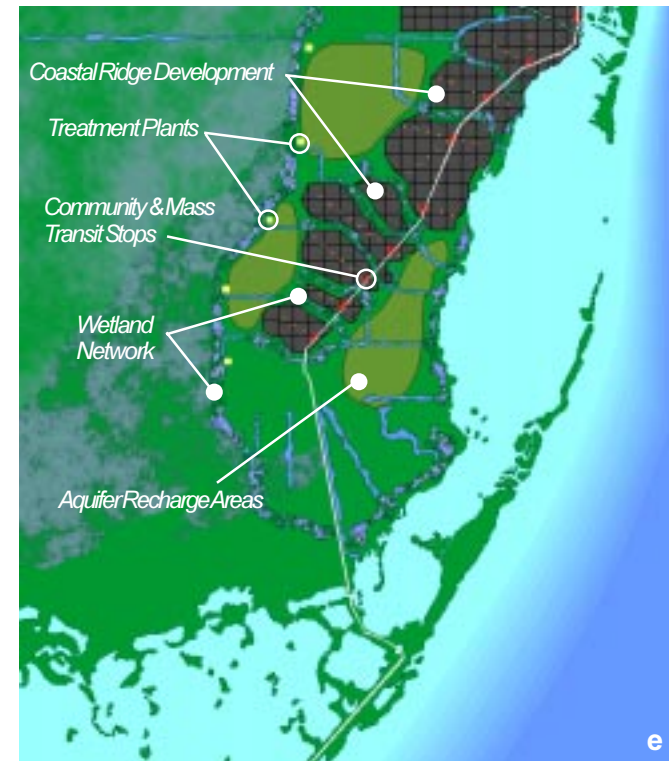 Coastal Ridge Development
Treatment Plants
Community & Mass
Transit Stops
Wetland
Network
Aquifer Recharge Areas
e